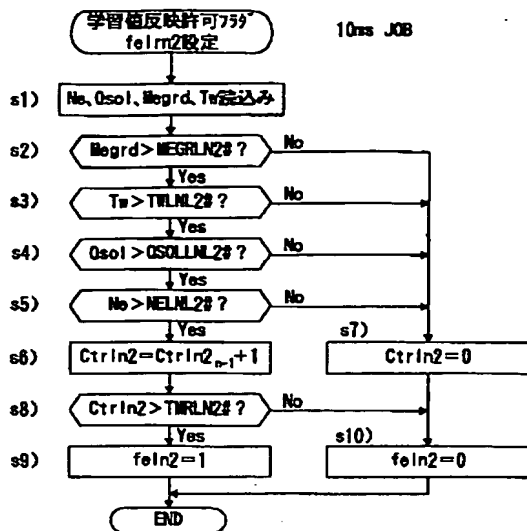 学習値反映許可フラグ
felrn2設定
10ms JOB
s1)
Ne、Qsol、Megrd、Tw読込み
s2)
Megrd>MEGRLN2#?
No
Yes
s3)
Tw>TWLNL2#?
No
Yes
s4)
Qsol>QSOLLNL2#?
No
Yes
s5)
Ne>NELNL2#?
No
Yes
s6)
Ctrln2=Ctrln2n-1+1
s7)
Ctrln2=0
s8)
Ctrln2>TMRLN2#?
No
Yes
s9)
feln2=1
s10)
feln2=0
END